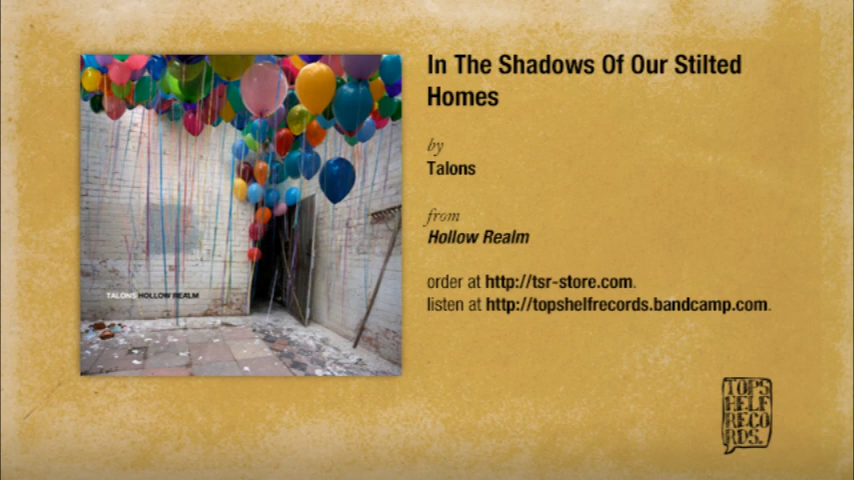 In The Shadows Of Our Stilted
Homes
by
Talons
from
Hollow Realm
order at http://tsr-store.com.
listen at http://topshelfrecords.bandcamp.com.
TALONS HOLLOW REALM
TOPS
HELF
RECO
RDS.